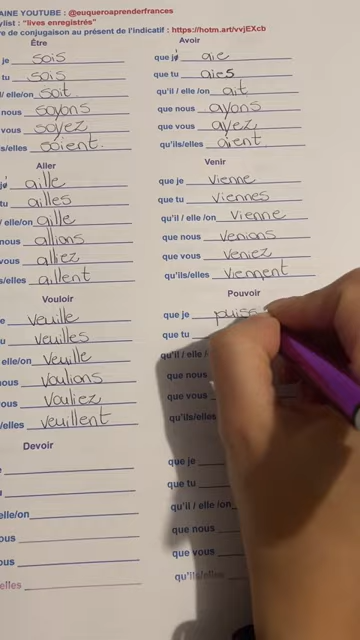 AINE YOUTUBE : @euqueroaprenderfrances
ylist : "lives enregistrés"
e de conjugaison au présent de l'indicatif : https://hotm.art/vvjEXcb
Être
je sois
tu sois
l/ elle/on soit
nous soyons
vous soyez
s/elles soient
Avoir
que j' aie
que tu aies
qu'il / elle /on ait
que nous ayons
que vous ayez
qu'ils/elles aient
Aller
j' aille
tu ailles
/ elle/on aille
nous allions
vous alliez
s/elles aillent
Venir
que je vienne
que tu viennes
qu'il / elle /on vienne
que nous venions
que vous veniez
qu'ils/elles viennent
Vouloir
e veuille
u veuilles
elle/on veuille
ous voulions
ous vouliez
/elles veuillent
Pouvoir
que je puiss
que tu
qu'il / elle /
que nous
que vous
qu'ils/elles
Devoir
elle/on
ous
ous
elles
que je
que tu
qu'il / elle /on
que nous
que vous
qu'ils/elles